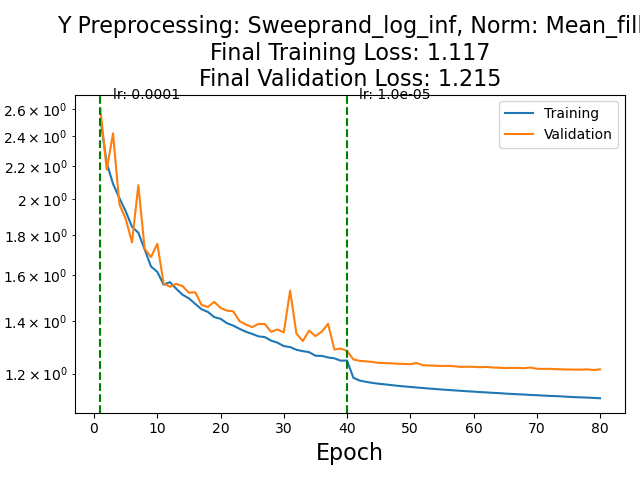 Y Preprocessing: Sweeprand_log_inf, Norm: Mean_fill
Final Training Loss: 1.117
Final Validation Loss: 1.215
lr: 0.0001
lr: 1.0e-05
Training
Validation
2.6 × 10⁰
2.4 × 10⁰
2.2 × 10⁰
2 × 10⁰
1.8 × 10⁰
1.6 × 10⁰
1.4 × 10⁰
1.2 × 10⁰
0 10 20 30 40 50 60 70 80
Epoch